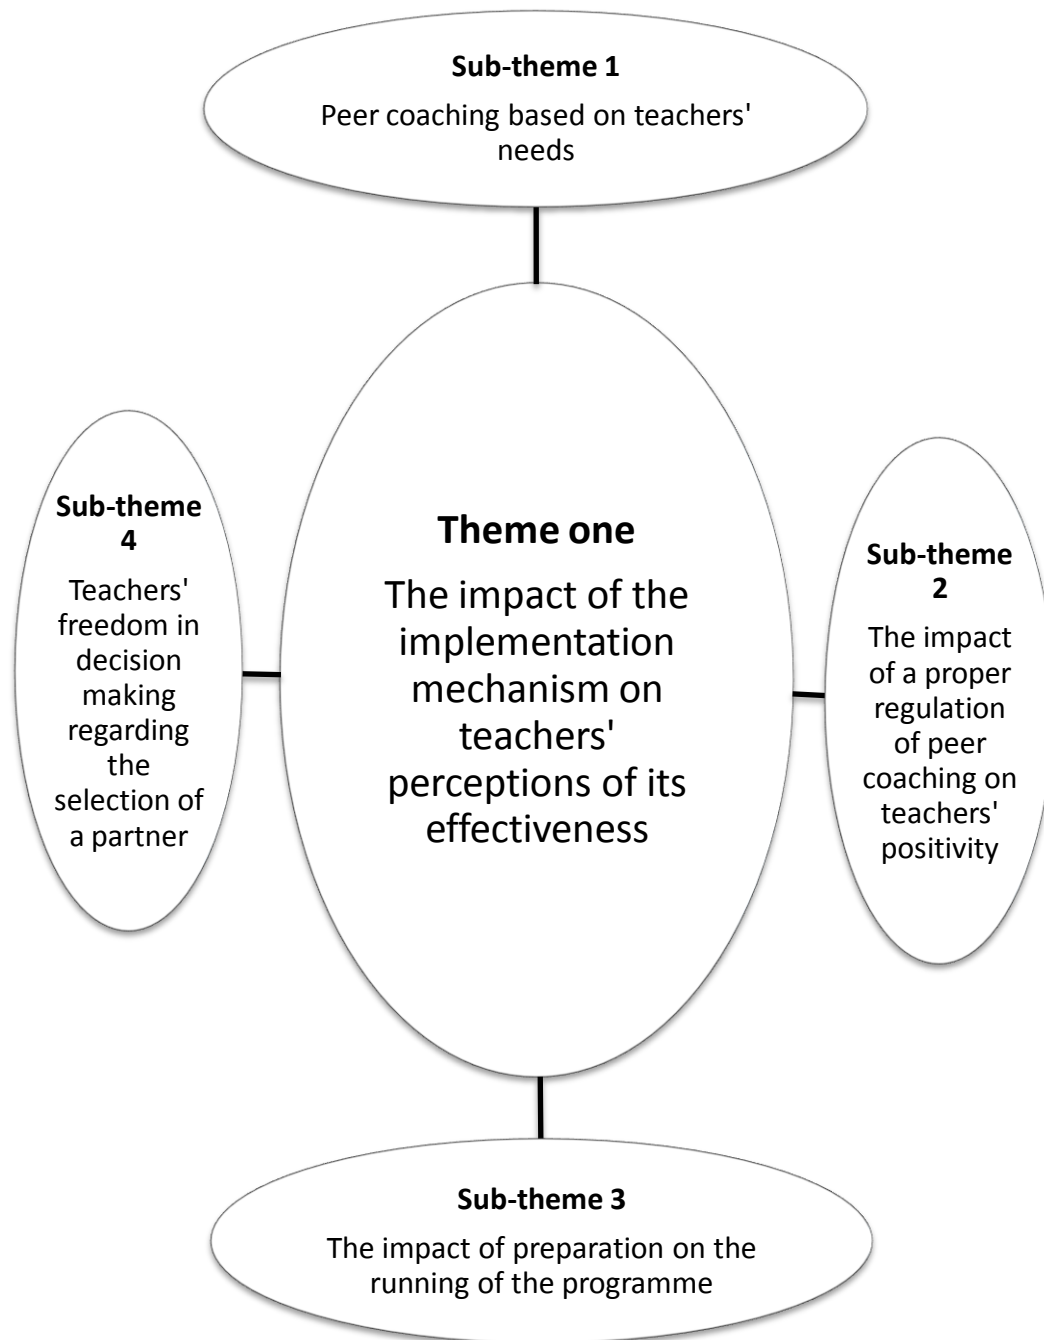 Sub-theme 1
Peer coaching based on teachers'
needs
Sub-theme
4
Teachers'
freedom in
decision
making
regarding
the
selection of
a partner
Theme one
The impact of the
implementation
mechanism on
teachers'
perceptions of its
effectiveness
Sub-theme
2
The impact
of a proper
regulation
of peer
coaching on
teachers'
positivity
Sub-theme 3
The impact of preparation on the
running of the programme